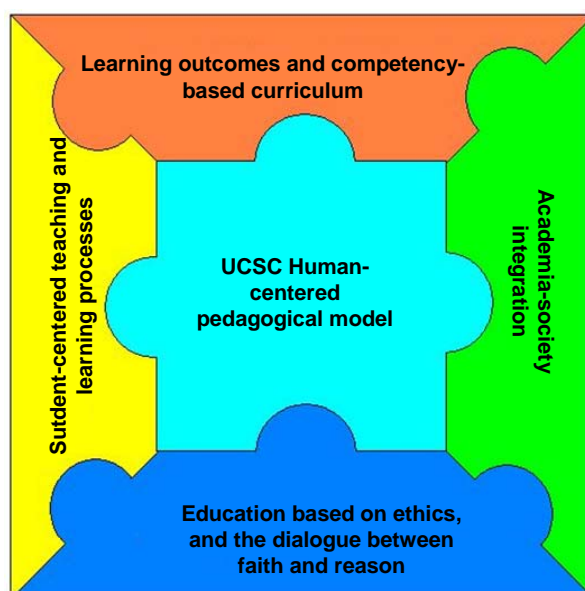 Learning outcomes and competency-
based curriculum
Sutdent-centered teaching and
learning processes
UCSC Human-
centered
pedagogical model
Academia-society
integration
Education based on ethics,
and the dialogue between
faith and reason